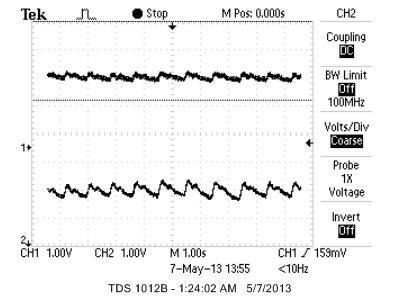 Tek Stop M Pos: 0.000s CH2
Coupling
DC
BW Limit
Off
100MHz
Volts/Div
Coarse
1
Probe
1X
Voltage
Invert
Off
2
CH1 1.00V CH2 1.00V M 1.00s CH1 159mV
7-May-13 13:55 <10Hz
TDS 1012B - 1:24:02 AM 5/7/2013